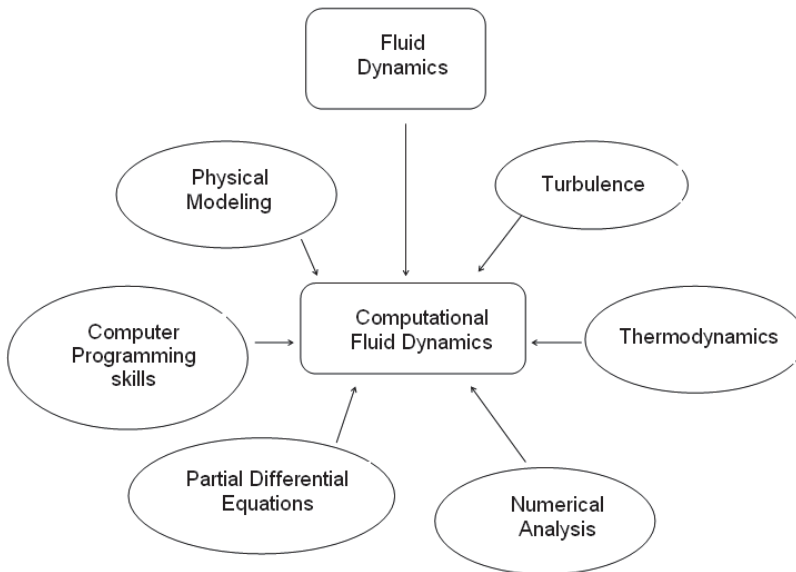 Fluid
Dynamics
Physical
Modeling
Turbulence
Computational
Fluid Dynamics
Computer
Programming
skills
Thermodynamics
Partial Differential
Equations
Numerical
Analysis